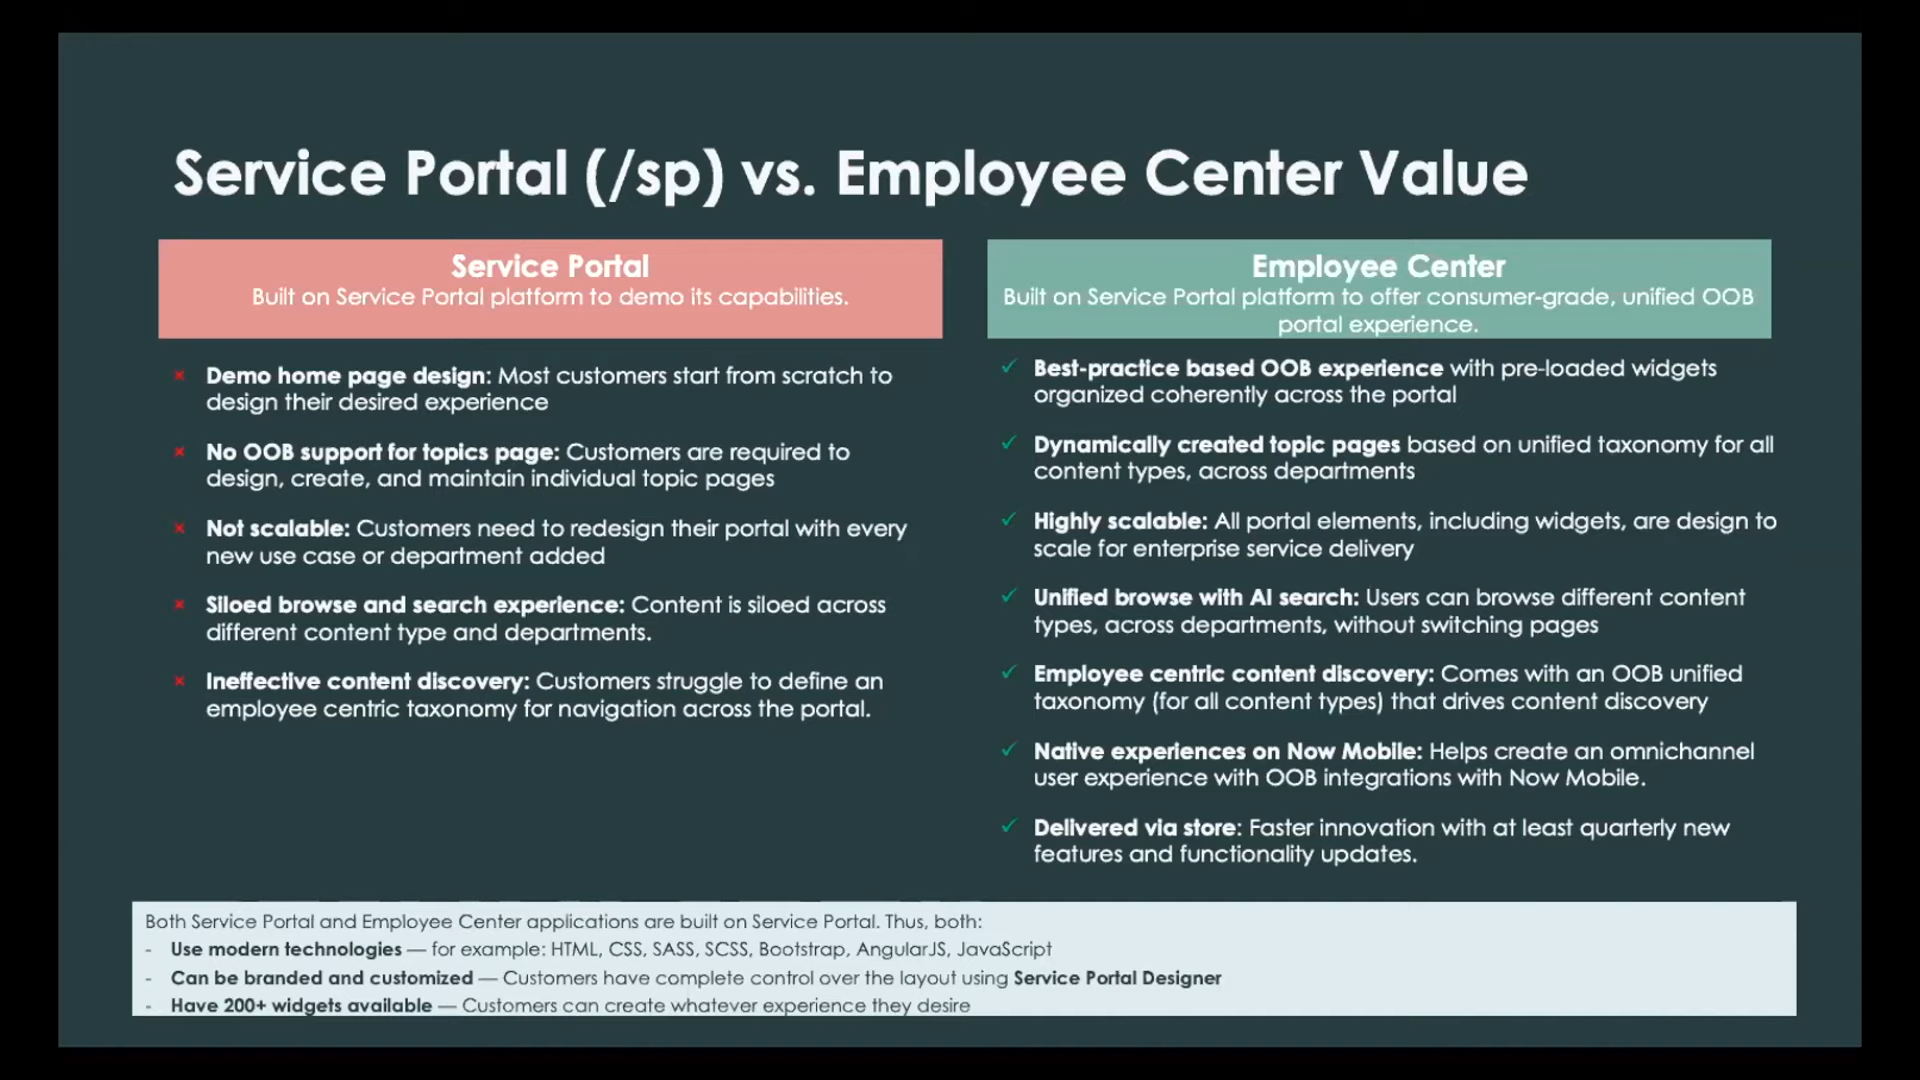 Service Portal (/sp) vs. Employee Center Value
Service Portal
Built on Service Portal platform to demo its capabilities.
Demo home page design: Most customers start from scratch to
design their desired experience
No OOB support for topics page: Customers are required to
design, create, and maintain individual topic pages
Not scalable: Customers need to redesign their portal with every
new use case or department added
Siloed browse and search experience: Content is siloed across
different content type and departments.
Ineffective content discovery: Customers struggle to define an
employee centric taxonomy for navigation across the portal.
Employee Center
Built on Service Portal platform to offer consumer-grade, unified OOB
portal experience.
Best-practice based OOB experience with pre-loaded widgets
organized coherently across the portal
Dynamically created topic pages based on unified taxonomy for all
content types, across departments
Highly scalable: All portal elements, including widgets, are design to
scale for enterprise service delivery
Unified browse with AI search: Users can browse different content
types, across departments, without switching pages
Employee centric content discovery: Comes with an OOB unified
taxonomy (for all content types) that drives content discovery
Native experiences on Now Mobile: Helps create an omnichannel
user experience with OOB integrations with Now Mobile.
Delivered via store: Faster innovation with at least quarterly new
features and functionality updates.
Both Service Portal and Employee Center applications are built on Service Portal. Thus, both:
- Use modern technologies — for example: HTML, CSS, SASS, SCSS, Bootstrap, AngularJS, JavaScript
- Can be branded and customized — Customers have complete control over the layout using Service Portal Designer
- Have 200+ widgets available — Customers can create whatever experience they desire